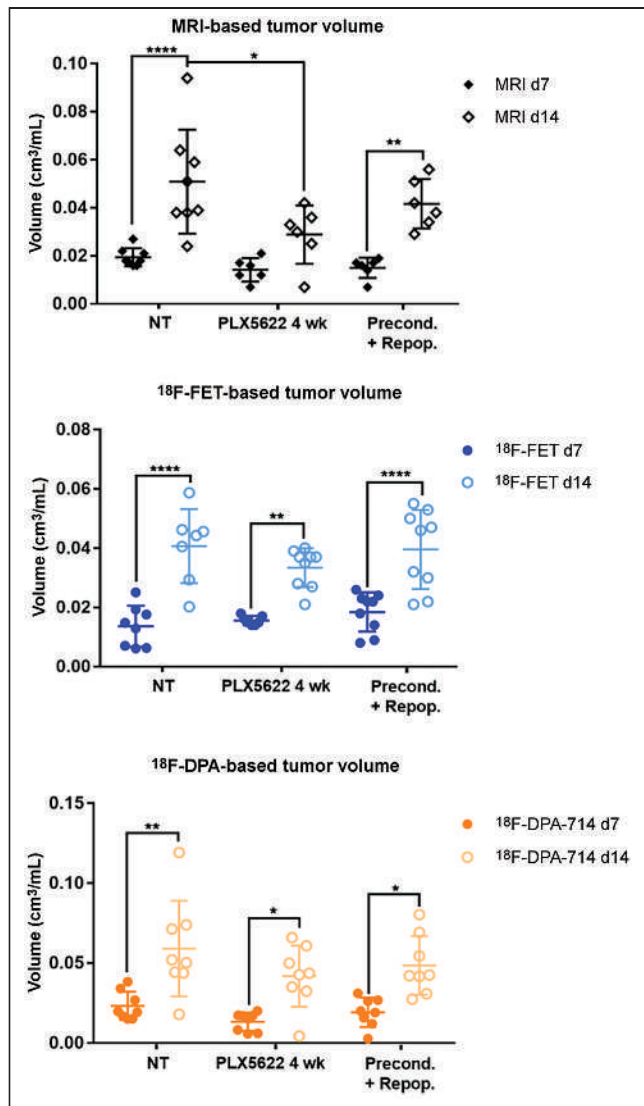 MRI-based tumor volume
****
*
**
Volume (cm³/mL)
0.10
0.08
0.06
0.04
0.02
0.00
NT
PLX5622 4 wk
Precond.
+ Repop.
MRI d7
MRI d14
¹⁸F-FET-based tumor volume
****
**
****
Volume (cm³/mL)
0.08
0.06
0.04
0.02
0.00
NT
PLX5622 4 wk
Precond.
+ Repop.
¹⁸F-FET d7
¹⁸F-FET d14
¹⁸F-DPA-based tumor volume
**
*
*
Volume (cm³/mL)
0.15
0.10
0.05
0.00
NT
PLX5622 4 wk
Precond.
+ Repop.
¹⁸F-DPA-714 d7
¹⁸F-DPA-714 d14